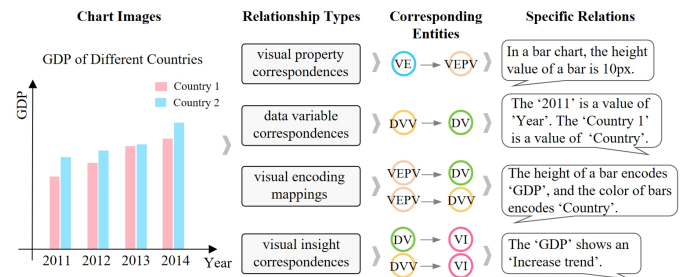 Chart Images
Relationship Types
Corresponding
Entities
Specific Relations
GDP of Different Countries
GDP
Country 1
Country 2
2011 2012 2013 2014 Year
visual property
correspondences
VE VEPV
In a bar chart, the height
value of a bar is 10px.
data variable
correspondences
DVV DV
The ‘2011’ is a value of
’Year’. The ‘Country 1’
is a value of ‘Country’.
visual encoding
mappings
VEPV DV
VEPV DVV
The height of a bar encodes
‘GDP’, and the color of bars
encodes ‘Country’.
visual insight
correspondences
DV VI
DVV VI
The ‘GDP’ shows an
‘Increase trend’.